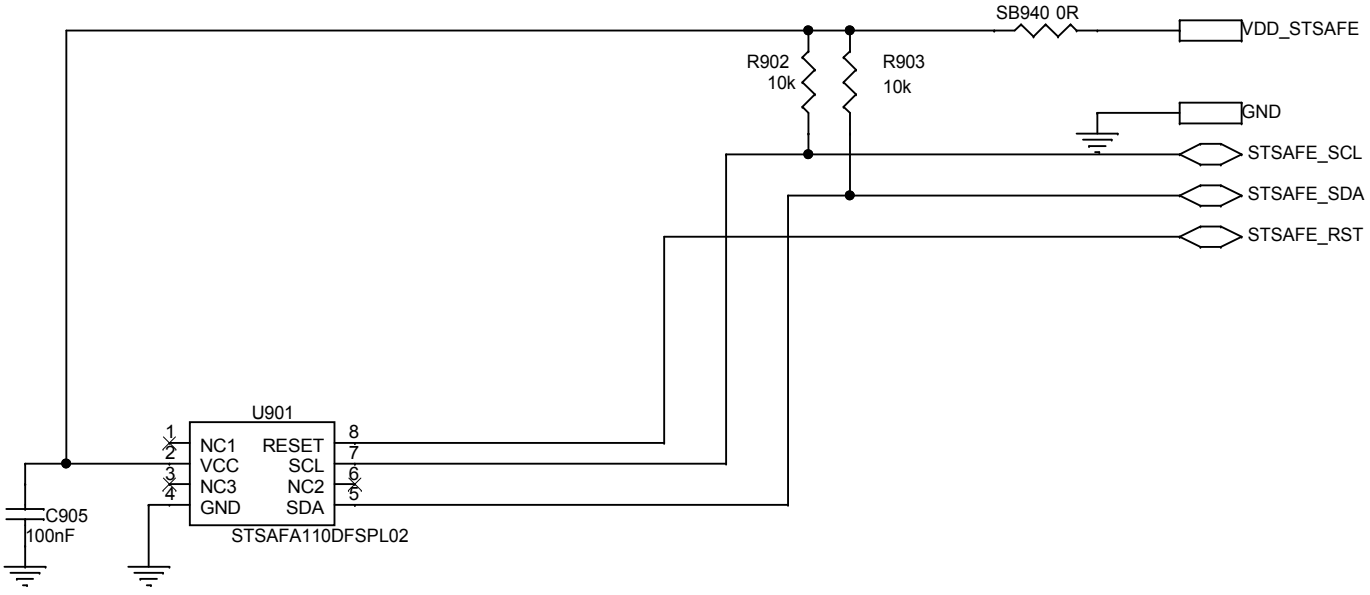 SB940 0R
VDD_STSAFE
R902
10k
R903
10k
GND
STSAFE_SCL
STSAFE_SDA
STSAFE_RST
U901
1 NC1 RESET 8
2 VCC SCL 7
3 NC3 NC2 6
4 GND SDA 5
C905
100nF
STSAFA110DFSPL02